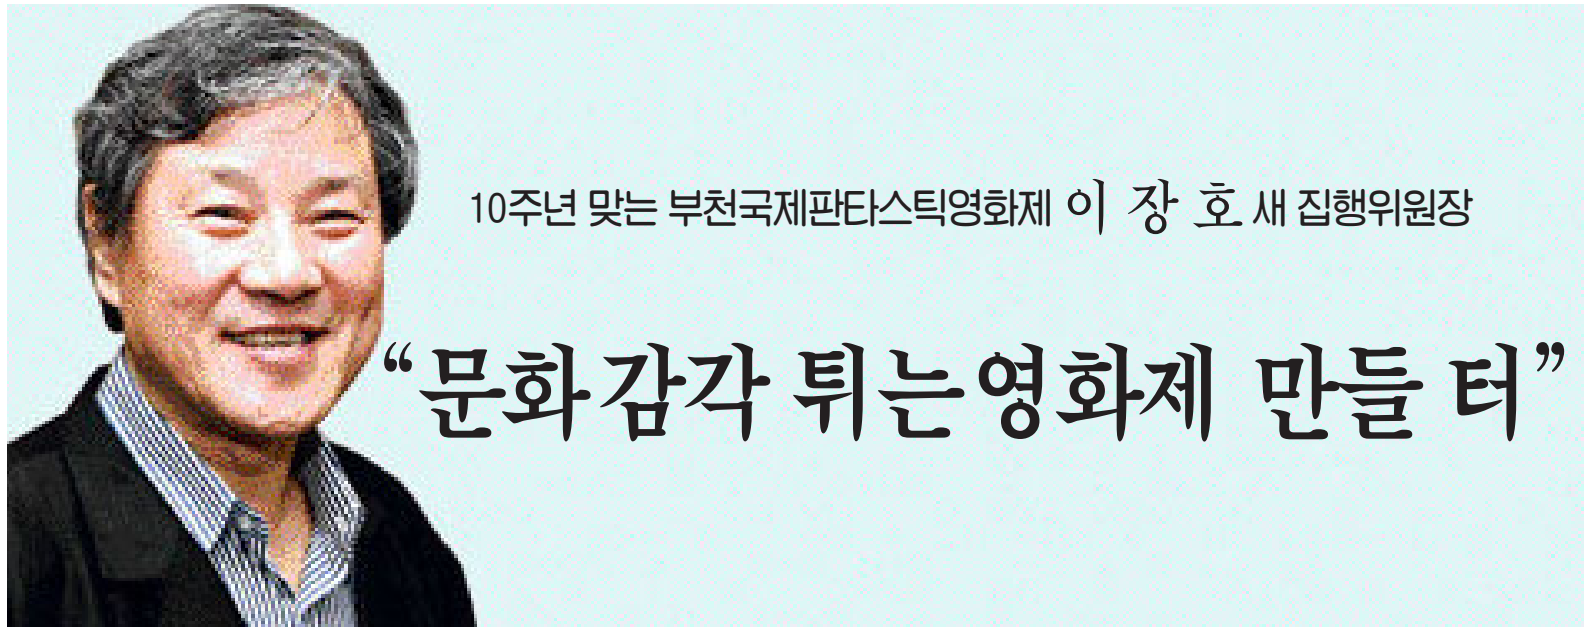 10주년 맞는 부천국제판타스틱영화제 이 장 호 새 집행위원장
“문화 감각 튀는 영화제 만들 터”